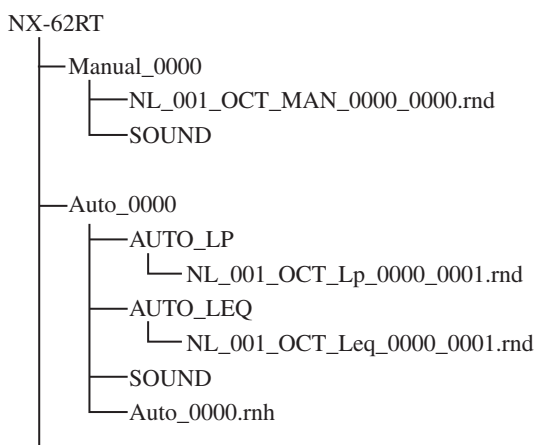 NX-62RT
Manual_0000
NL_001_OCT_MAN_0000_0000.rnd
SOUND
Auto_0000
AUTO_LP
NL_001_OCT_Lp_0000_0001.rnd
AUTO_LEQ
NL_001_OCT_Leq_0000_0001.rnd
SOUND
Auto_0000.rnh